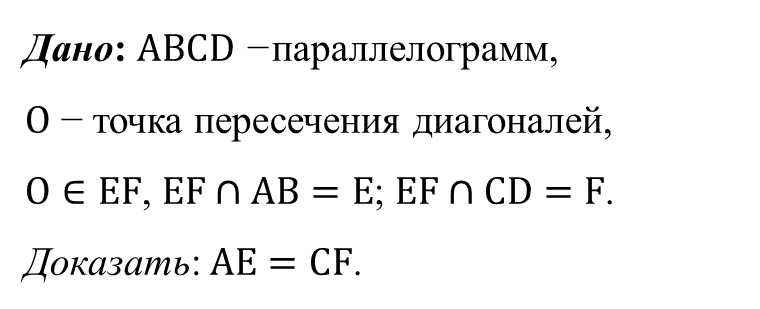 Дано: ABCD −параллелограмм,
O − точка пересечения диагоналей,
O ∈ EF, EF ∩ AB = E; EF ∩ CD = F.
Доказать: AE = CF.